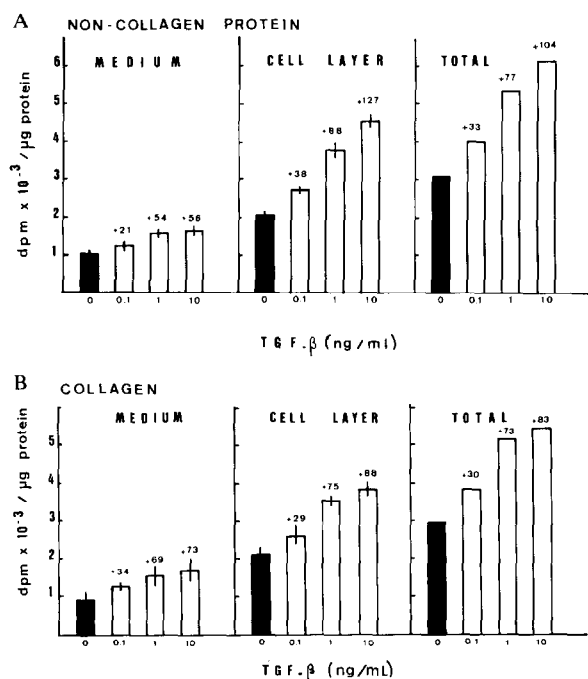 A NON-COLLAGEN PROTEIN
MEDIUM CELL LAYER TOTAL
dpm x 10⁻³ / μg protein
6
5
4
3
2
1
+21 +54 +56
+38 +88 +127
+33 +77 +104
0 0.1 1 10 0 0.1 1 10 0 0.1 1 10
TGF-β (ng/ml)
B COLLAGEN
MEDIUM CELL LAYER TOTAL
dpm x 10⁻³ / μg protein
5
4
3
2
1
+34 +69 +73
+29 +75 +88
+30 +73 +83
0 0.1 1 10 0 0.1 1 10 0 0.1 1 10
TGF-β (ng/mL)